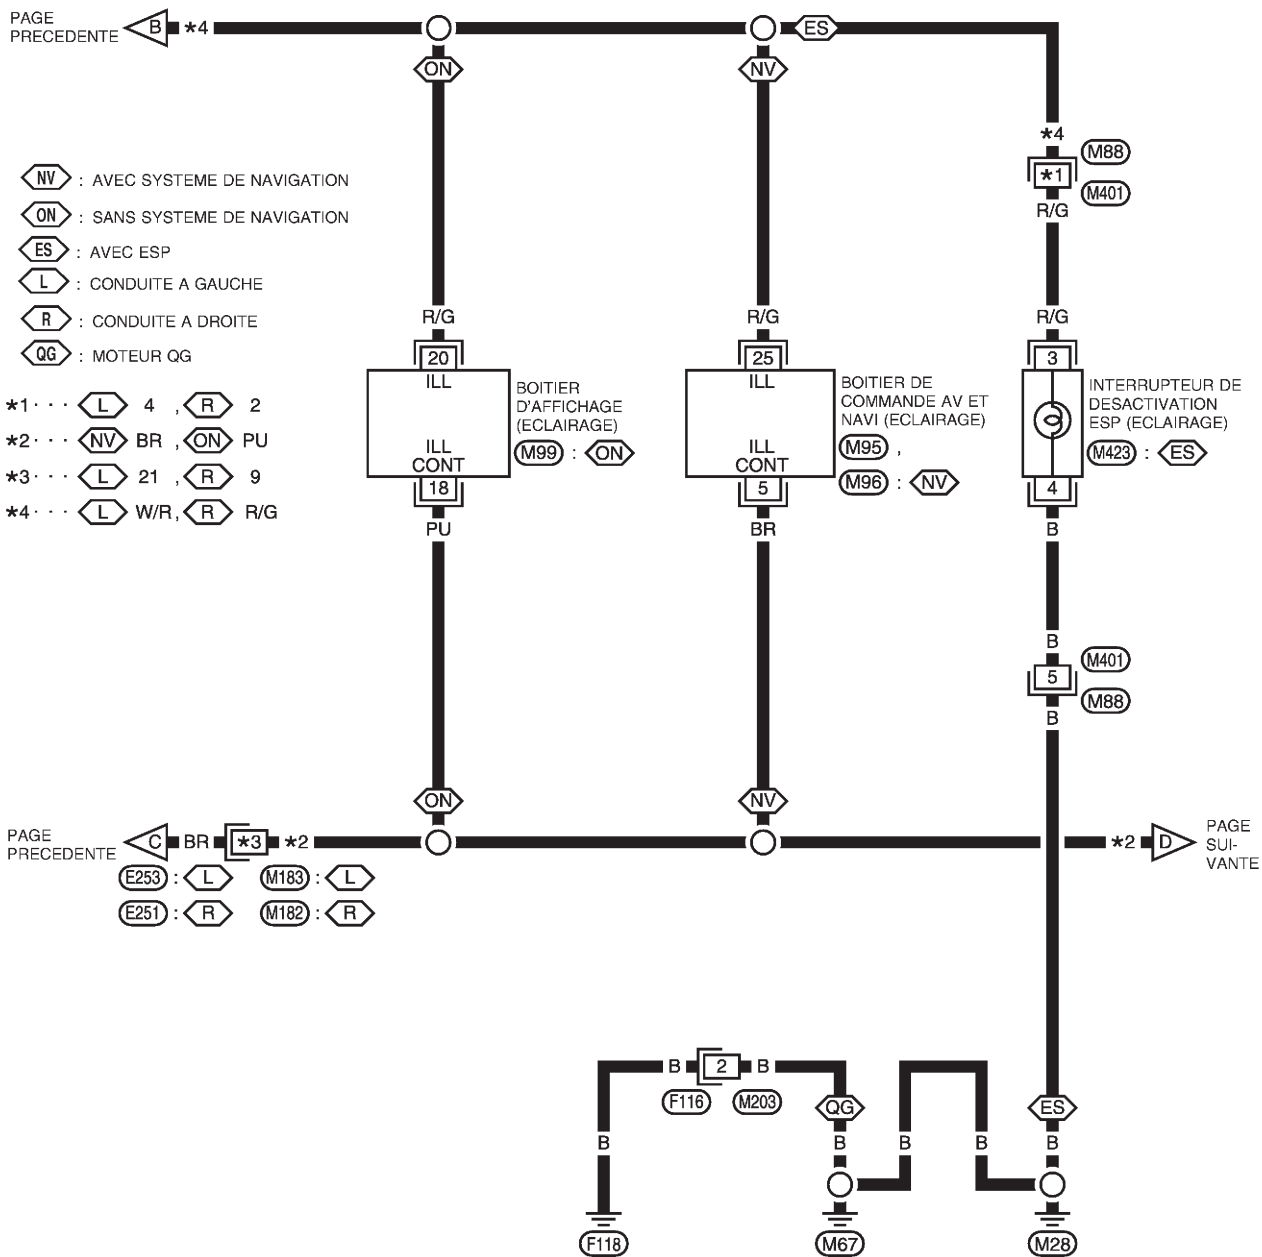 PAGE
PRECEDENTE
B
*4
ES
ON
NV
*4
M88
*1
M401
R/G
NV : AVEC SYSTEME DE NAVIGATION
ON : SANS SYSTEME DE NAVIGATION
ES : AVEC ESP
L : CONDUITE A GAUCHE
R : CONDUITE A DROITE
QG : MOTEUR QG
*1 · · · L 4 , R 2
*2 · · · NV BR , ON PU
*3 · · · L 21 , R 9
*4 · · · L W/R , R R/G
R/G
20
ILL
ILL
CONT
18
PU
BOITIER
D'AFFICHAGE
(ECLAIRAGE)
M99 : ON
R/G
25
ILL
ILL
CONT
5
BR
BOITIER DE
COMMANDE AV ET
NAVI (ECLAIRAGE)
M95 ,
M96 : NV
R/G
3
4
B
INTERRUPTEUR DE
DESACTIVATION
ESP (ECLAIRAGE)
M423 : ES
B
M401
5
M88
B
ON
NV
PAGE
PRECEDENTE
C
BR
*3
*2
*2
D
PAGE
SUI-
VANTE
E253 : L
M183 : L
E251 : R
M182 : R
B
2
B
F116
M203
QG
ES
B
B
B
B
B
F118
M67
M28